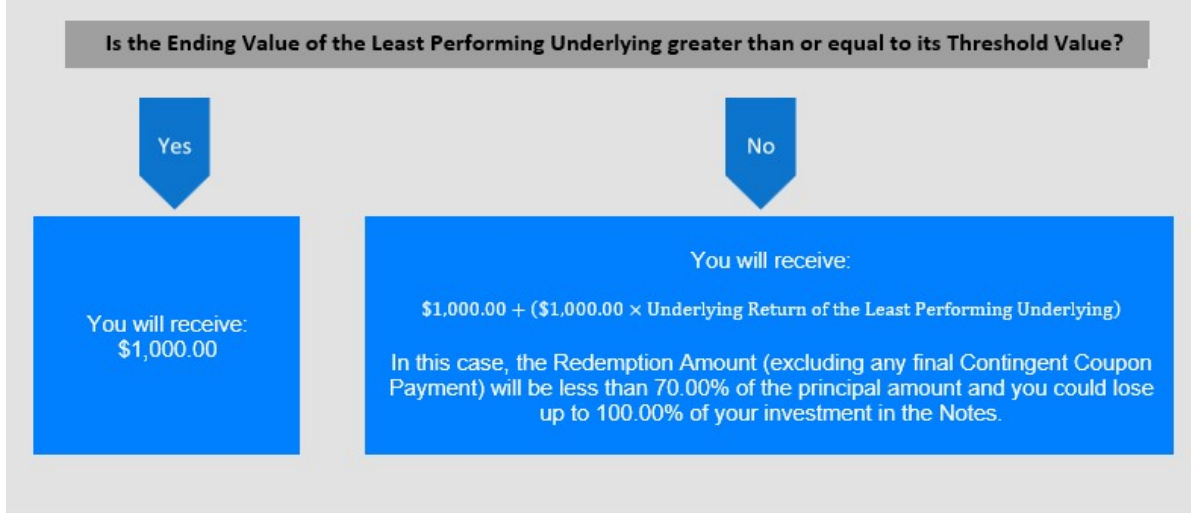 Is the Ending Value of the Least Performing Underlying greater than or equal to its Threshold Value?
Yes
No
You will receive:
$1,000.00
You will receive:
$1,000.00 + ($1,000.00 × Underlying Return of the Least Performing Underlying)
In this case, the Redemption Amount (excluding any final Contingent Coupon
Payment) will be less than 70.00% of the principal amount and you could lose
up to 100.00% of your investment in the Notes.